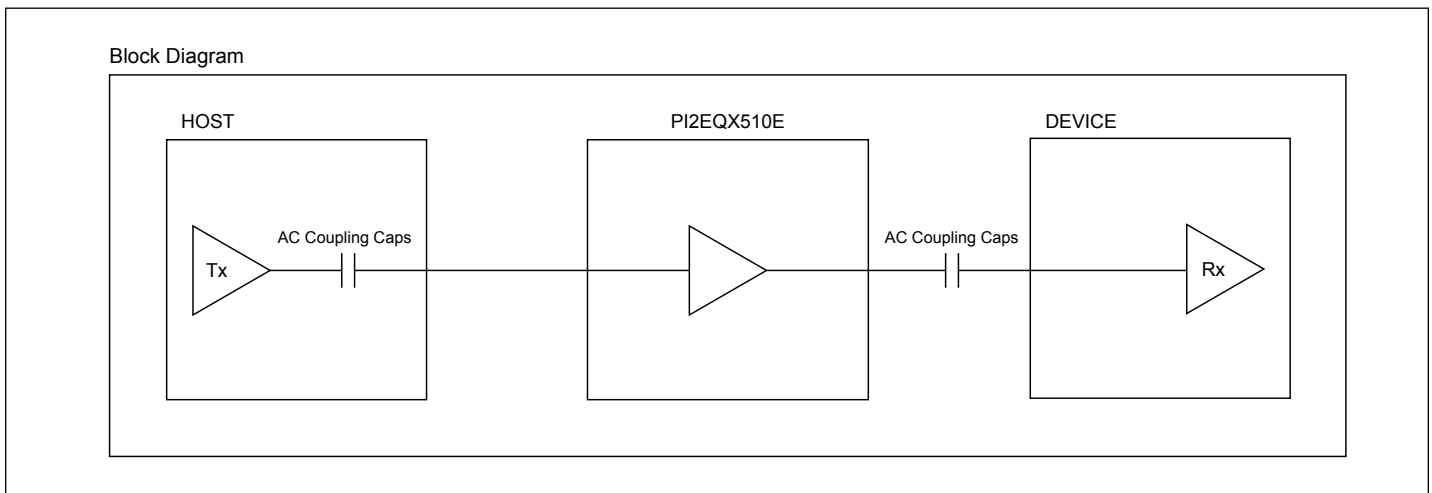 Block Diagram
HOST
PI2EQX510E
DEVICE
AC Coupling Caps
AC Coupling Caps
Tx
Rx